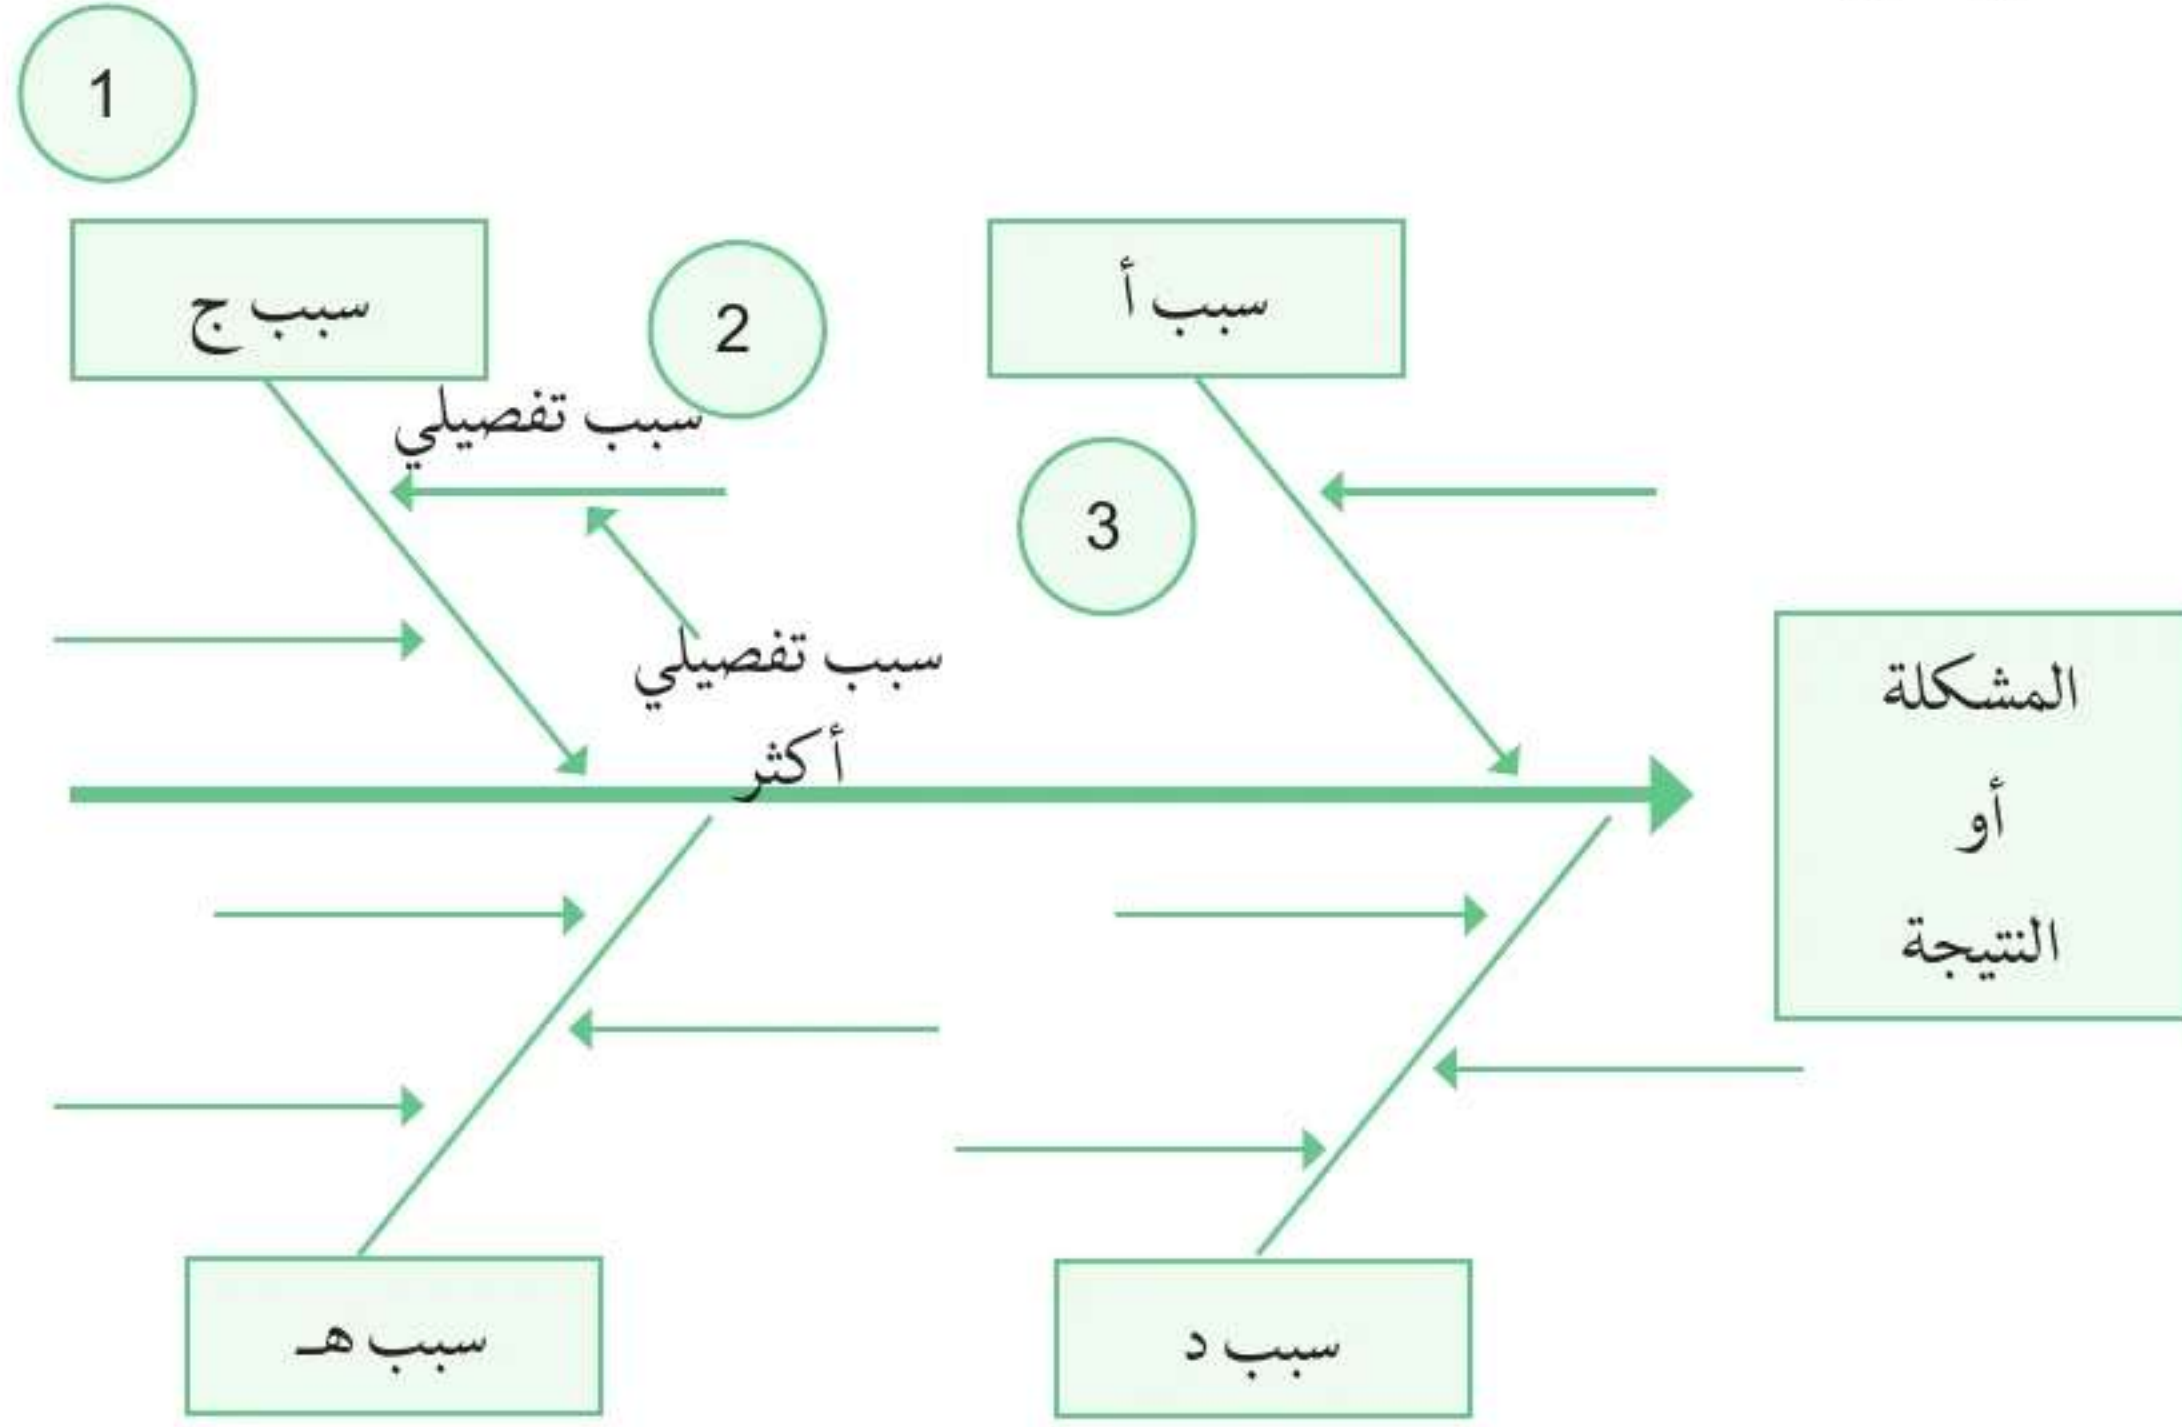 1
سبب أ
سبب ج
2
سبب تفصيلي
3
سبب تفصيلي
أكثر
المشكلة
أو
النتيجة
سبب د
سبب هـ